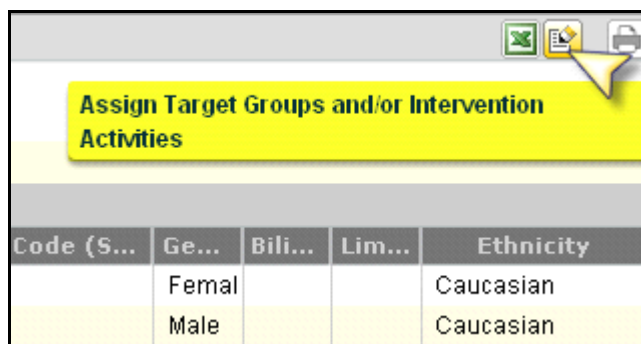 Assign Target Groups and/or Intervention
Activities
Code (S... Ge... Bili... Lim... Ethnicity
Femal Caucasian
Male Caucasian